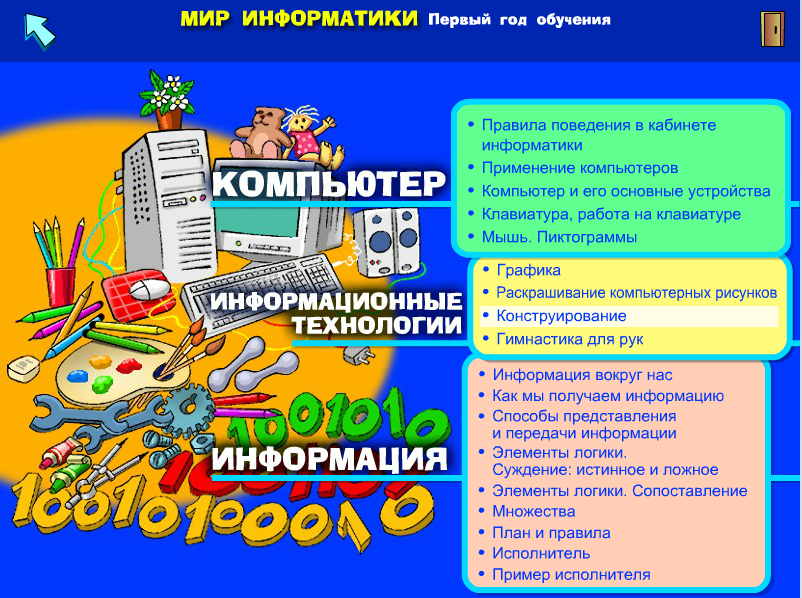 МИР ИНФОРМАТИКИ Первый год обучения
КОМПЬЮТЕР
• Правила поведения в кабинете
информатики
• Применение компьютеров
• Компьютер и его основные устройства
• Клавиатура, работа на клавиатуре
• Мышь. Пиктограммы
ИНФОРМАЦИОННЫЕ
ТЕХНОЛОГИИ
• Графика
• Раскрашивание компьютерных рисунков
• Конструирование
• Гимнастика для рук
ИНФОРМАЦИЯ
• Информация вокруг нас
• Как мы получаем информацию
• Способы представления
и передачи информации
• Элементы логики.
Суждение: истинное и ложное
• Элементы логики. Сопоставление
• Множества
• План и правила
• Исполнитель
• Пример исполнителя
1001010
10010100010